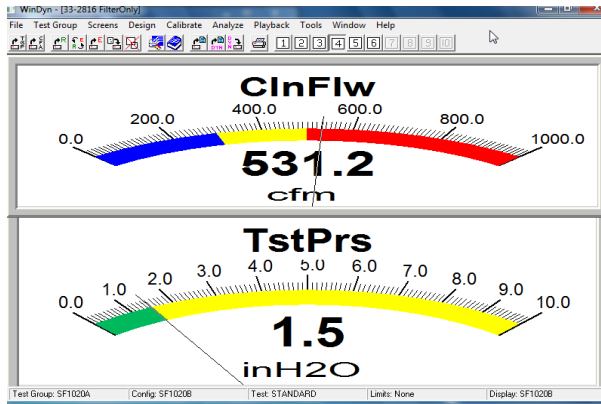 WinDyn - [33-2816 FilterOnly]
File Test Group Screens Design Calibrate Analyze Playback Tools Window Help
1 2 3 4 5 6 7 8 9 10
ClnFlw
0.0 200.0 400.0 600.0 800.0 1000.0
531.2
cfm
TstPrs
0.0 1.0 2.0 3.0 4.0 5.0 6.0 7.0 8.0 9.0 10.0
1.5
inH2O
Test Group: SF1020A Config: SF1020B Test: STANDARD Limits: None Display: SF1020B